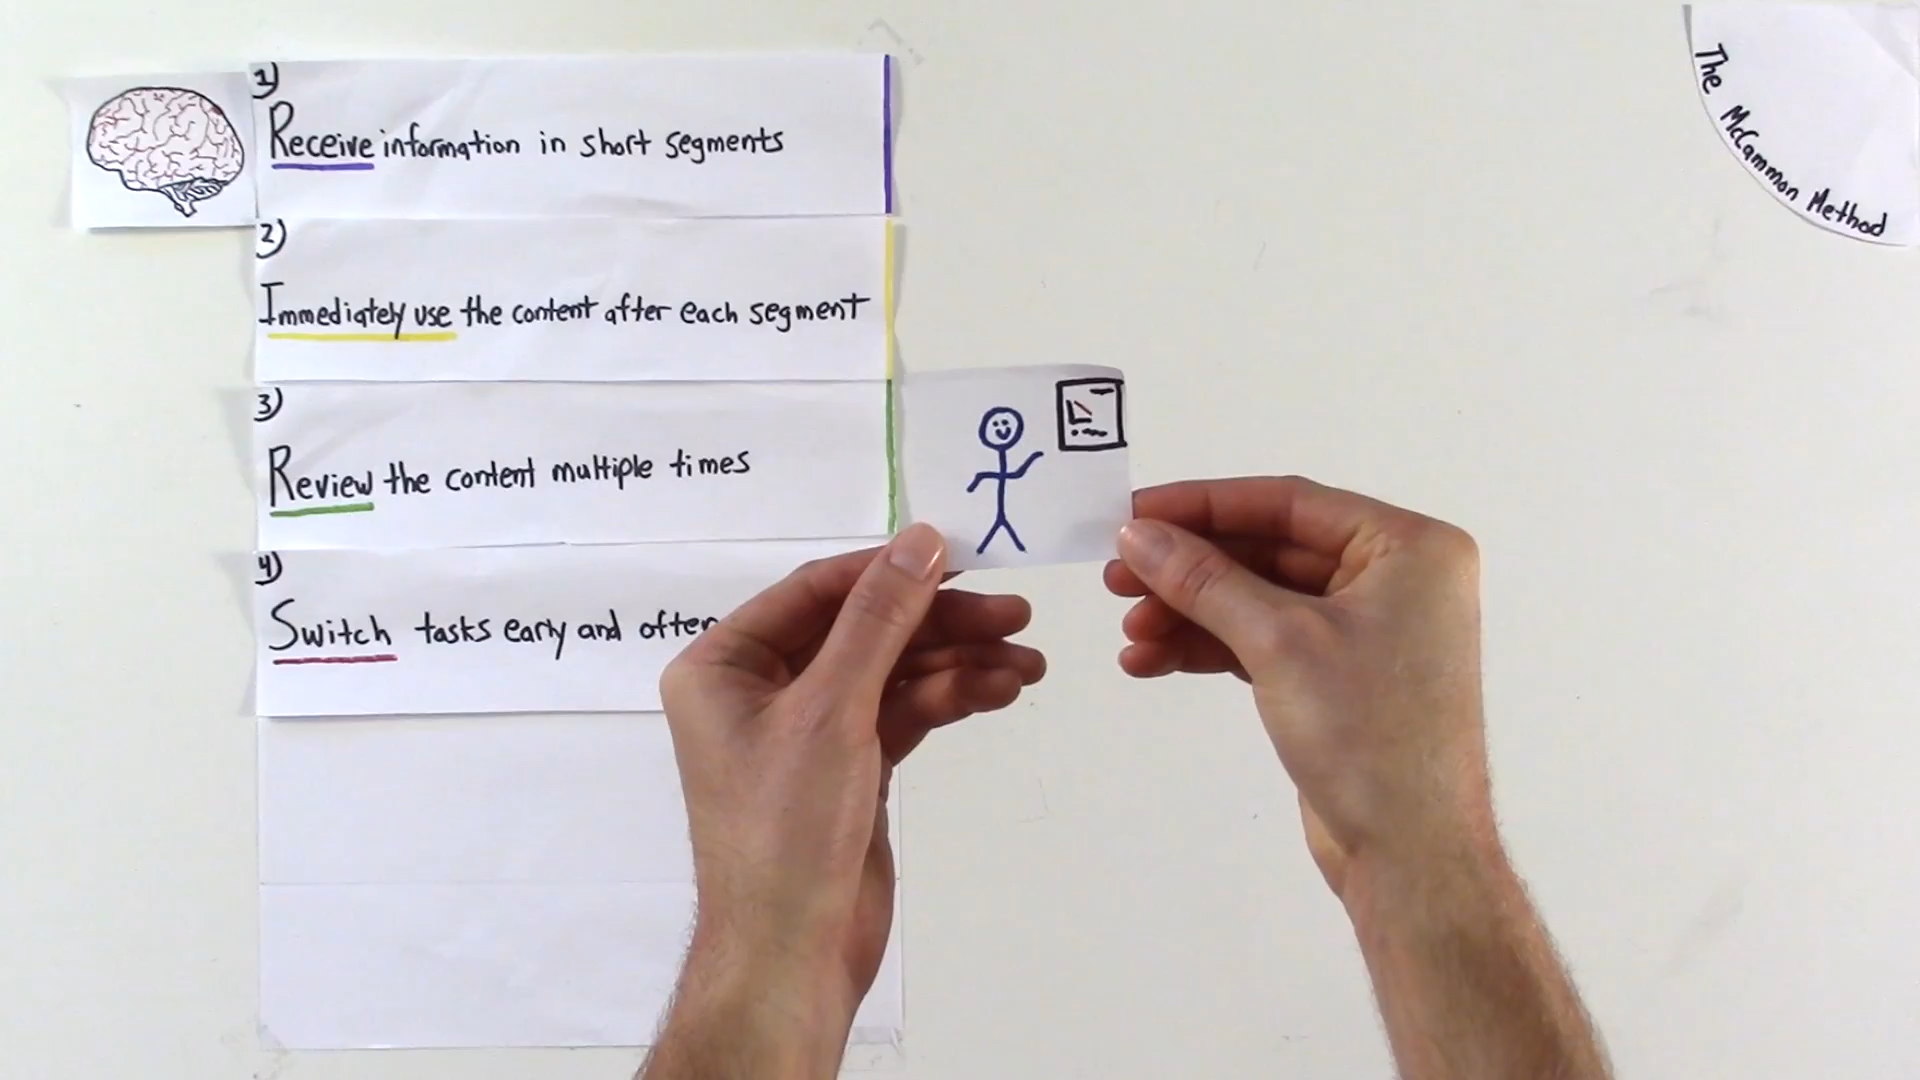 1)
Receive information in short segments
2)
Immediately use the content after each segment
3)
Review the content multiple times
4)
Switch tasks early and often
The McCammon Method